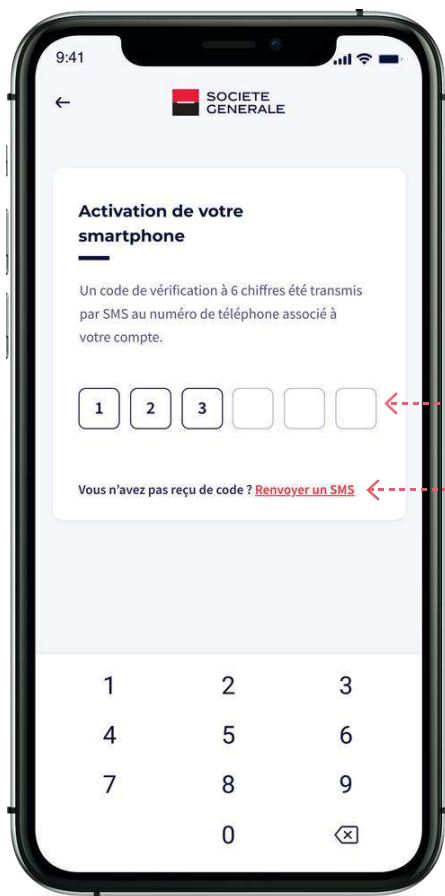 9:41
SOCIETE
GENERALE
Activation de votre
smartphone
Un code de vérification à 6 chiffres été transmis
par SMS au numéro de téléphone associé à
votre compte.
1 2 3
Vous n'avez pas reçu de code ? Renvoyer un SMS
1 2 3
4 5 6
7 8 9
0